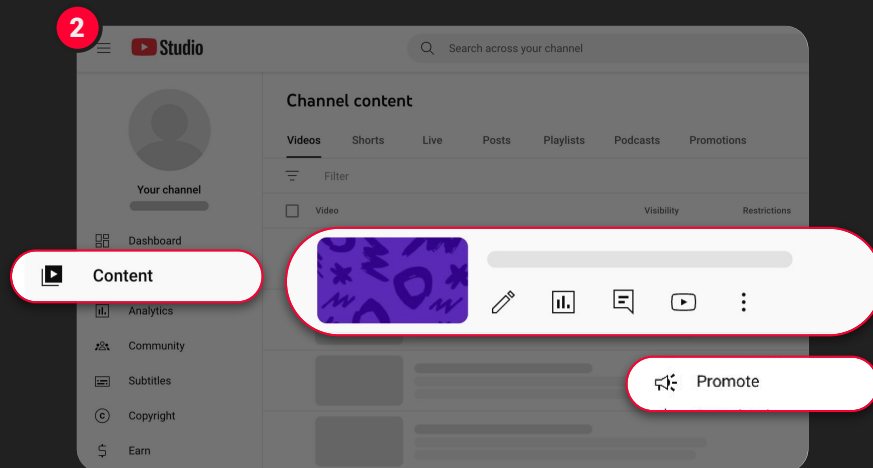 2
Studio
Search across your channel
Channel content
Videos Shorts Live Posts Playlists Podcasts Promotions
Your channel
Filter
Video Visibility Restrictions
Dashboard
Content
Analytics
Community
Promote
Subtitles
Copyright
Earn